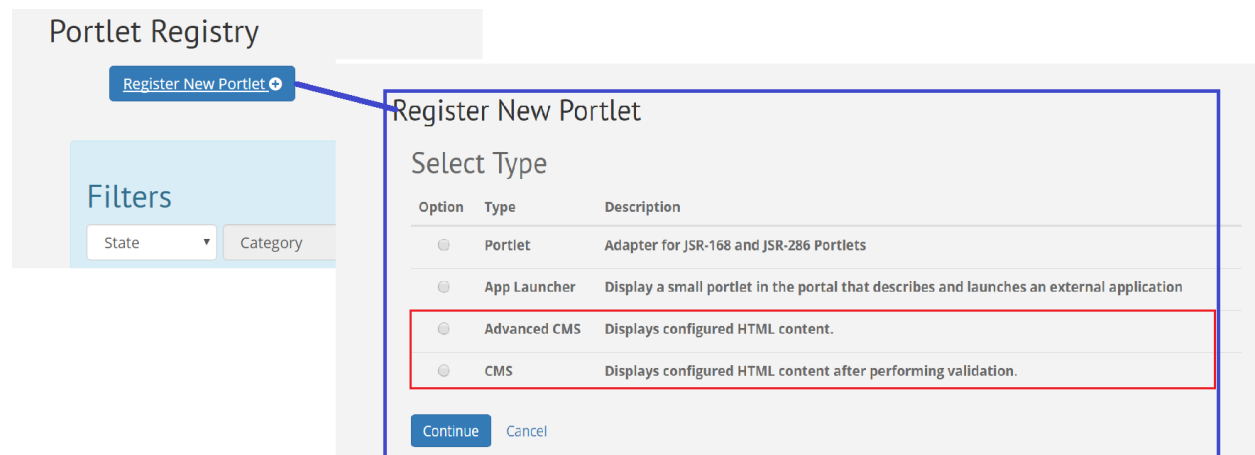 Portlet Registry
Register New Portlet
Filters
State
Category
Register New Portlet
Select Type
Option Type Description
Portlet Adapter for JSR-168 and JSR-286 Portlets
App Launcher Display a small portlet in the portal that describes and launches an external application
Advanced CMS Displays configured HTML content.
CMS Displays configured HTML content after performing validation.
Continue Cancel